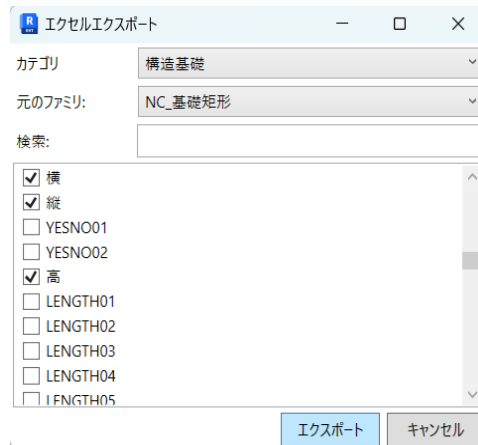 R エクセルエクスポート
カテゴリ 構造基礎
元のファミリ: NC_基礎矩形
検索:
横
縦
YESNO01
YESNO02
高
LENGTH01
LENGTH02
LENGTH03
LENGTH04
LENGTH05
エクスポート キャンセル